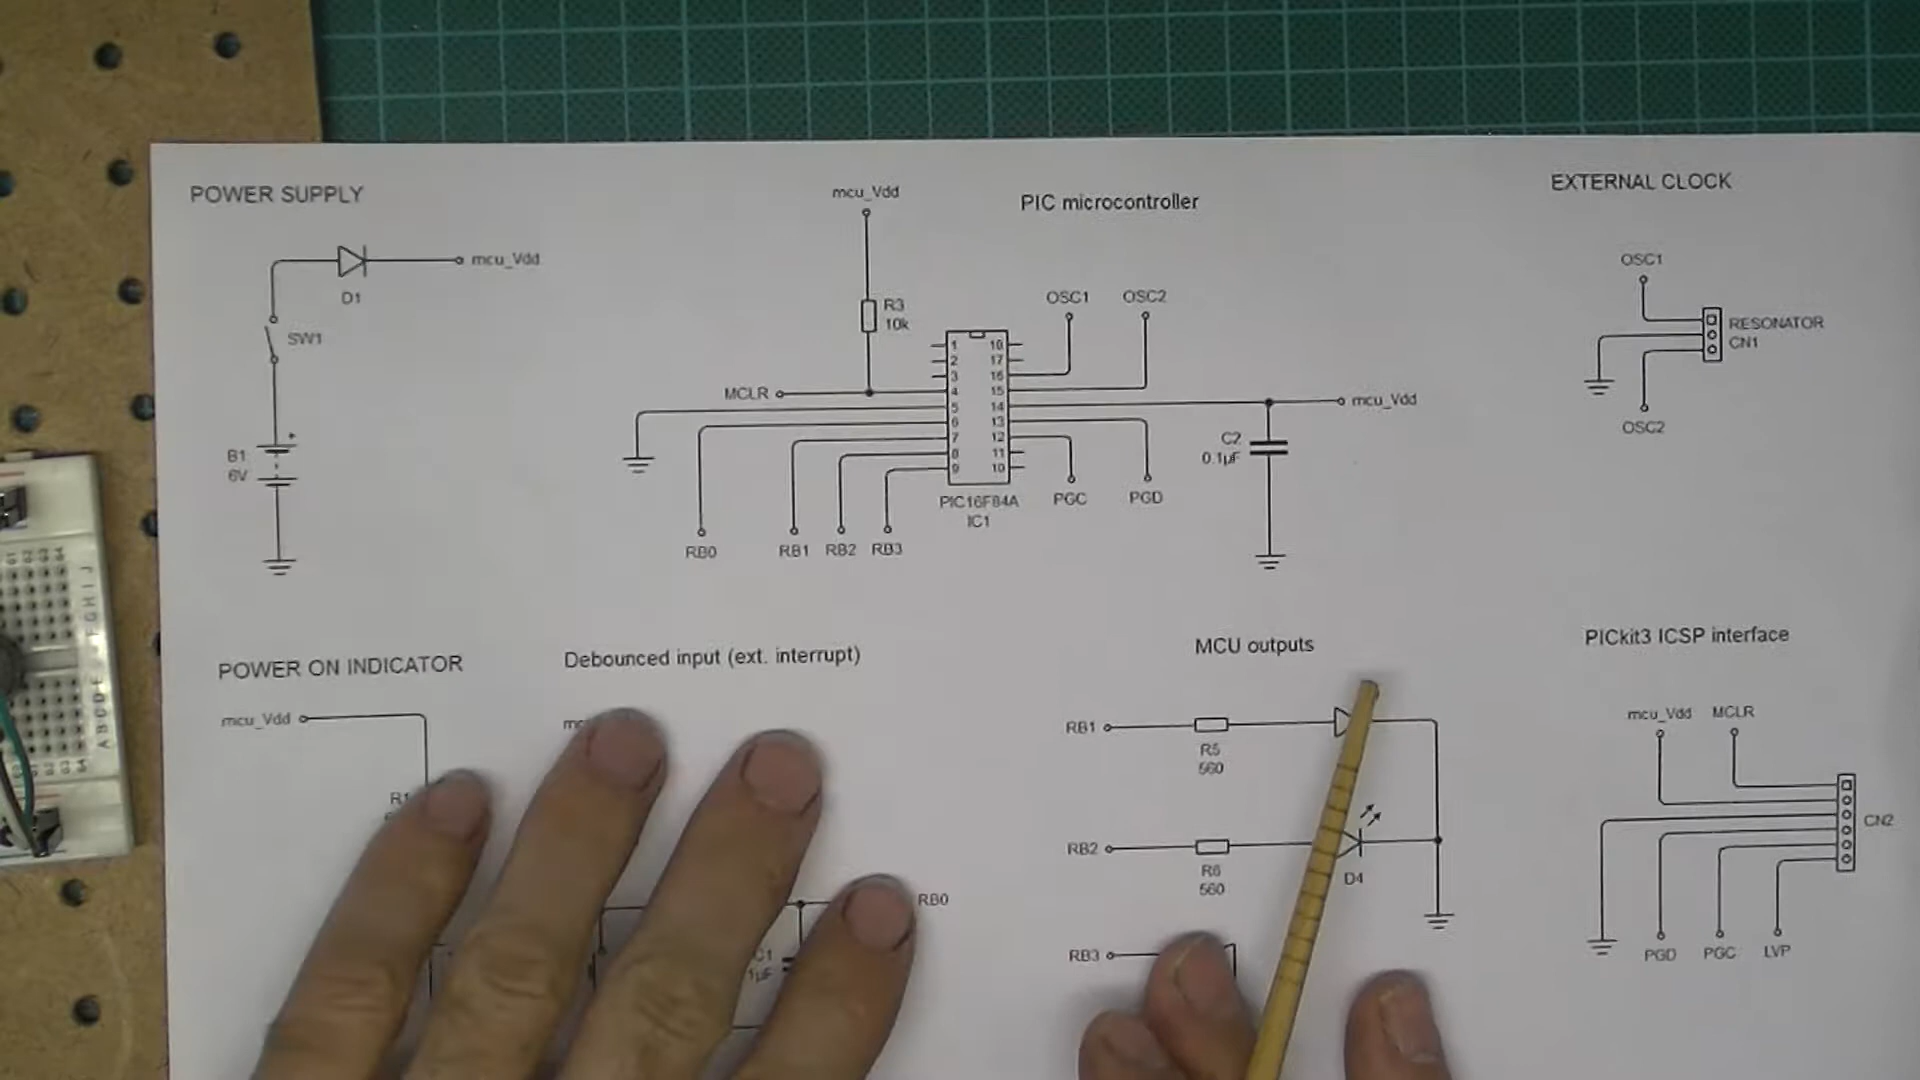 POWER SUPPLY
D1
mcu_Vdd
SW1
B1
6V
+
mcu_Vdd
PIC microcontroller
R3
10k
OSC1
OSC2
MCLR
1
2
3
4
5
6
7
8
9
18
17
16
15
14
13
12
11
10
PIC16F84A
IC1
mcu_Vdd
C2
0.1µF
PGC
PGD
RB0
RB1
RB2
RB3
EXTERNAL CLOCK
OSC1
RESONATOR
CN1
OSC2
POWER ON INDICATOR
mcu_Vdd
R1
Debounced input (ext. interrupt)
RB0
MCU outputs
RB1
R5
560
RB2
R6
560
D4
RB3
PICkit3 ICSP interface
mcu_Vdd
MCLR
CN2
PGD
PGC
LVP
A B C D E F G H I J